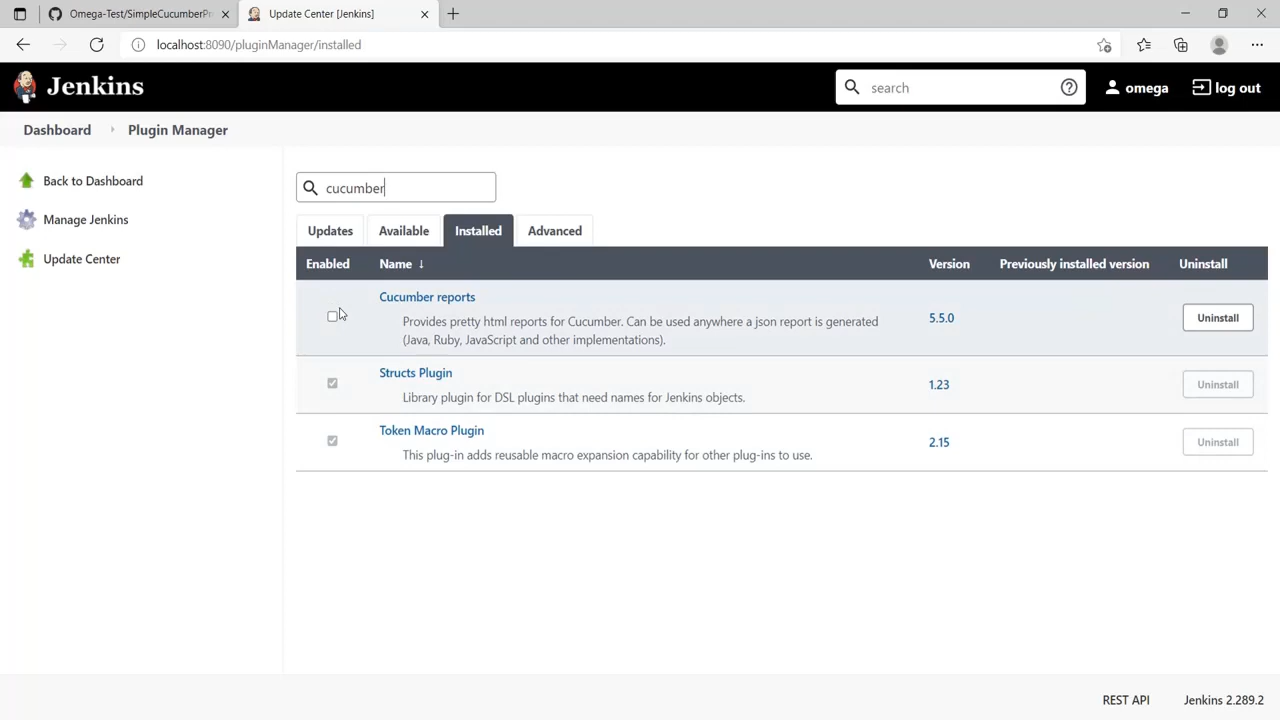 Omega-Test/SimpleCucumberPr
Update Center [Jenkins]
localhost:8090/pluginManager/installed
Jenkins
search
omega
log out
Dashboard
Plugin Manager
Back to Dashboard
Manage Jenkins
Update Center
cucumber
Updates
Available
Installed
Advanced
Enabled
Name ↓
Version
Previously installed version
Uninstall
Cucumber reports
Provides pretty html reports for Cucumber. Can be used anywhere a json report is generated
(Java, Ruby, JavaScript and other implementations).
5.5.0
Uninstall
Structs Plugin
Library plugin for DSL plugins that need names for Jenkins objects.
1.23
Uninstall
Token Macro Plugin
This plug-in adds reusable macro expansion capability for other plug-ins to use.
2.15
Uninstall
REST API
Jenkins 2.289.2